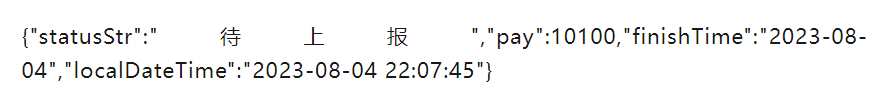 {"statusStr":"待上报","pay":10100,"finishTime":"2023-08-
04","localDateTime":"2023-08-04 22:07:45"}